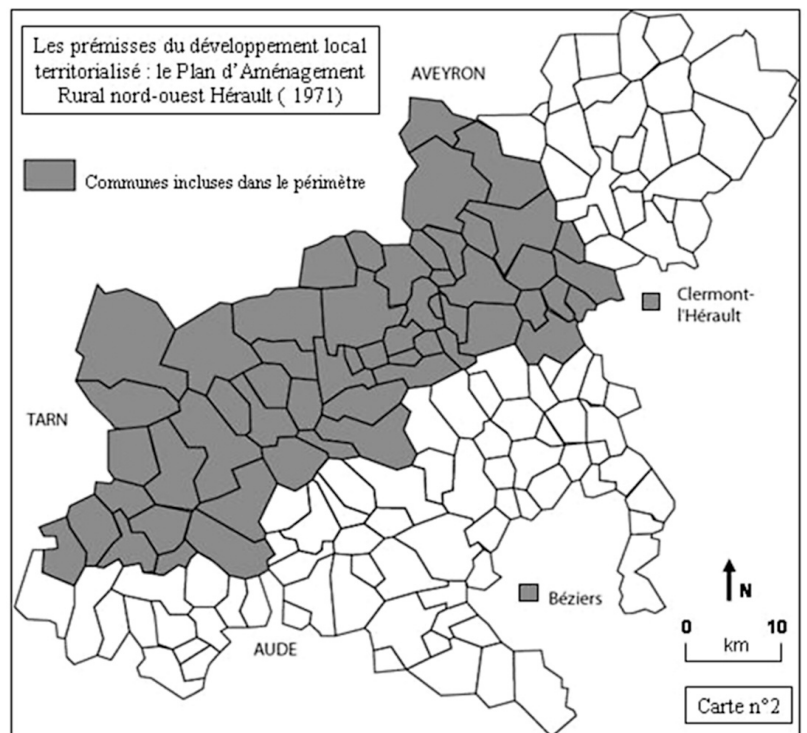 Les prémisses du développement local
territorialisé : le Plan d'Aménagement
Rural nord-ouest Hérault ( 1971)
AVEYRON
Communes incluses dans le périmètre
Clermont-
l'Hérault
TARN
N
Béziers
0 10
km
AUDE
Carte n°2